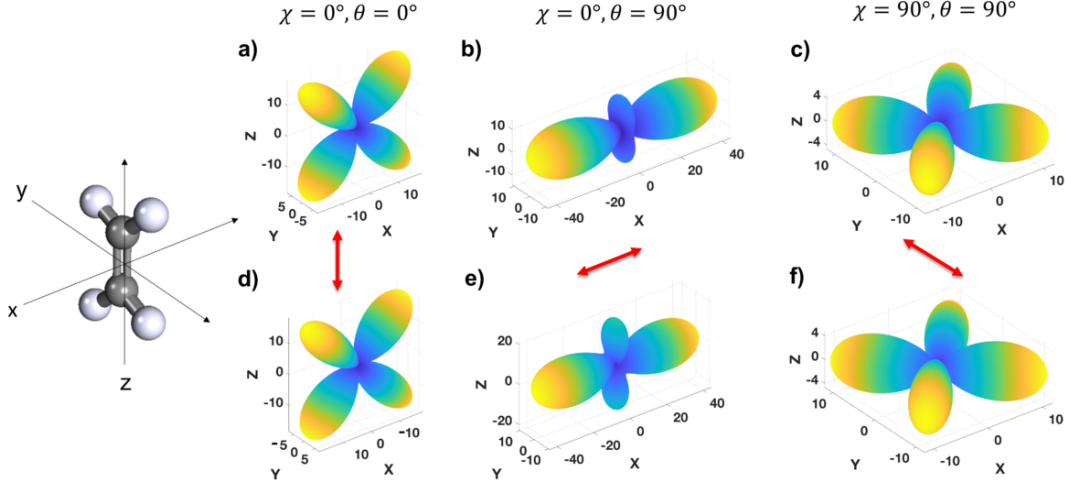 χ = 0°, θ = 0°
χ = 0°, θ = 90°
χ = 90°, θ = 90°
a)
b)
c)
10
0
-10
Z
5 0 -5
Y
-10 0 10
X
10
0
-10
Z
10
0
-10
Y
-40 -20 0 20 40
X
4
0
-4
Z
10
0
-10
Y
-10 0 10
X
y
x
z
d)
e)
f)
10
0
-10
Z
-5 0 5
Y
10 0 -10
X
20
0
-20
Z
10
0
-10
Y
-40 -20 0 20 40
X
4
0
-4
Z
10
0
-10
Y
-10 0 10
X